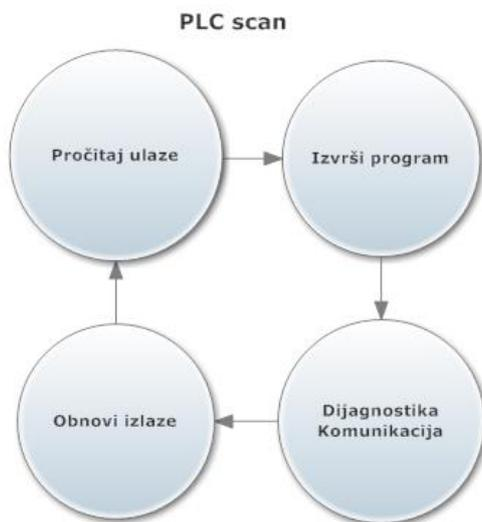 PLC scan
Pročitaj ulaze
Izvrši program
Dijagnostika
Komunikacija
Obnovi izlaze